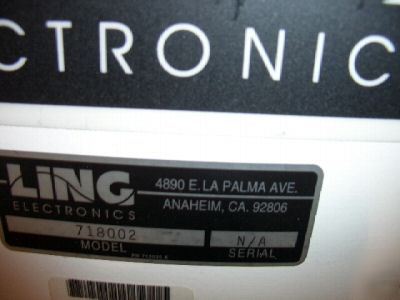 CTRONIC
LING
ELECTRONICS
4890 E. LA PALMA AVE.
ANAHEIM, CA. 92806
718002
MODEL
N/A
SERIAL